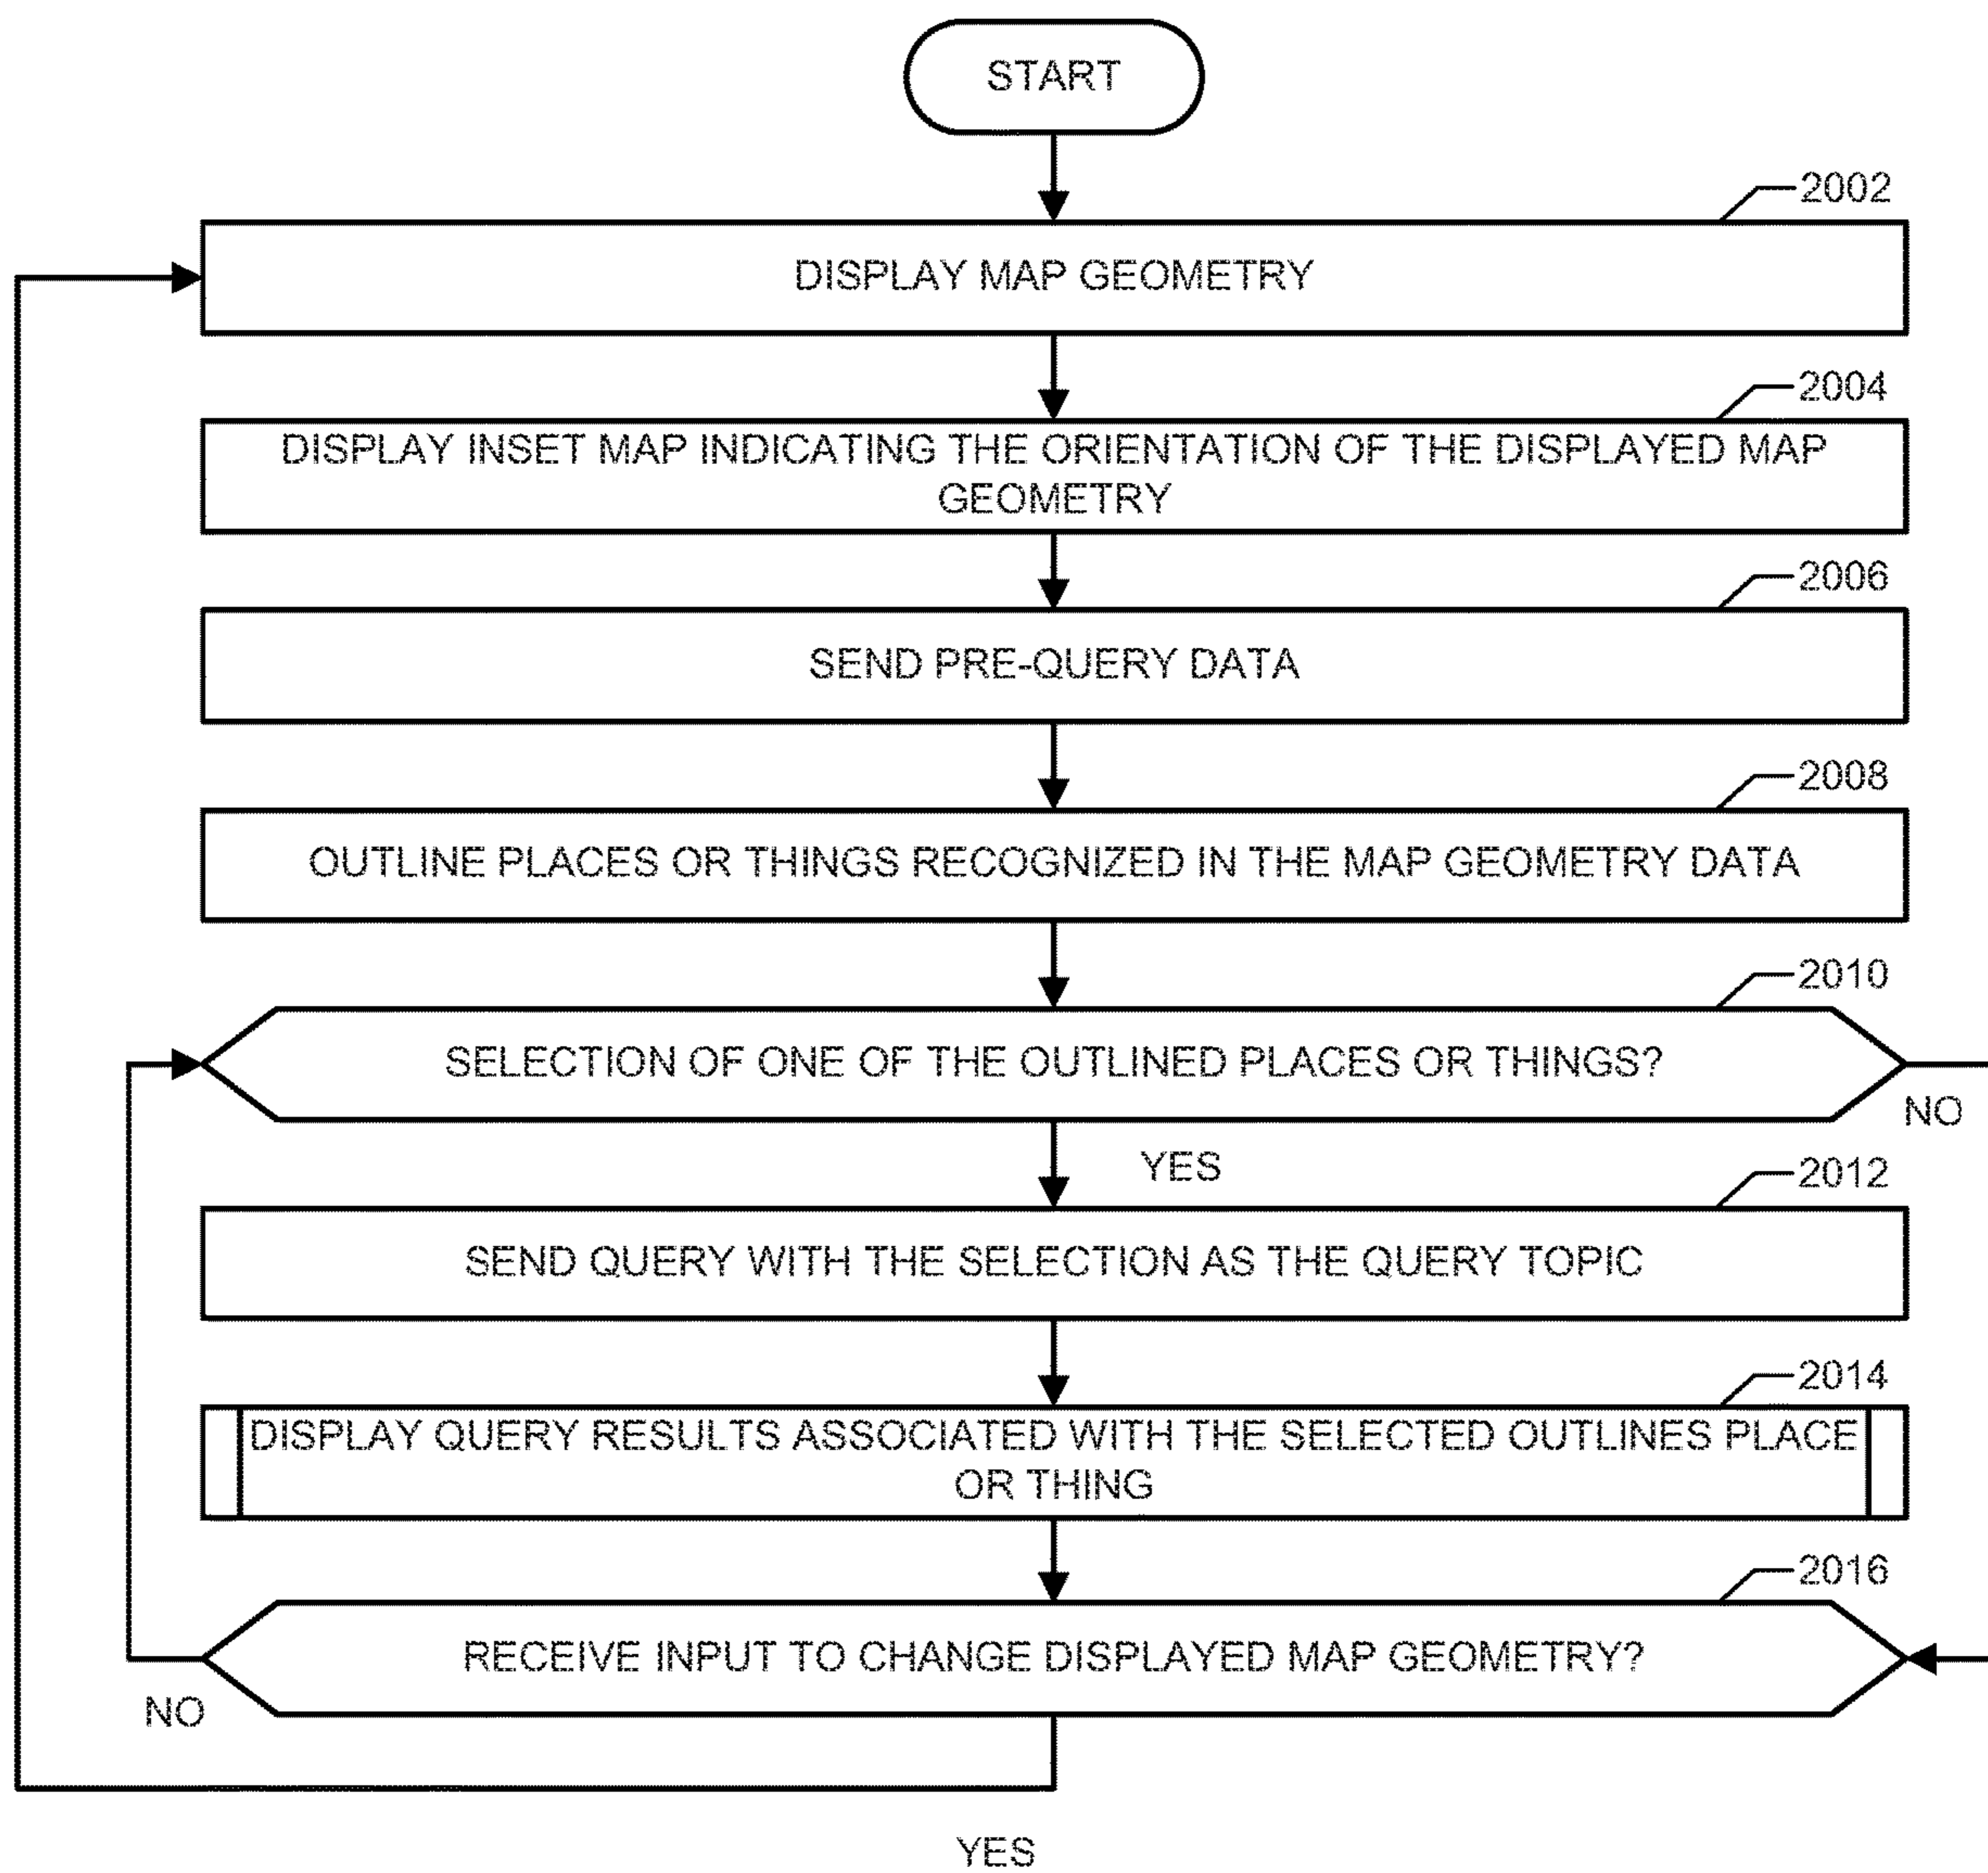 START
2002
DISPLAY MAP GEOMETRY
2004
DISPLAY INSET MAP INDICATING THE ORIENTATION OF THE DISPLAYED MAP
GEOMETRY
2006
SEND PRE-QUERY DATA
2008
OUTLINE PLACES OR THINGS RECOGNIZED IN THE MAP GEOMETRY DATA
2010
SELECTION OF ONE OF THE OUTLINED PLACES OR THINGS?
NO
YES
2012
SEND QUERY WITH THE SELECTION AS THE QUERY TOPIC
2014
DISPLAY QUERY RESULTS ASSOCIATED WITH THE SELECTED OUTLINES PLACE
OR THING
2016
RECEIVE INPUT TO CHANGE DISPLAYED MAP GEOMETRY?
NO
YES